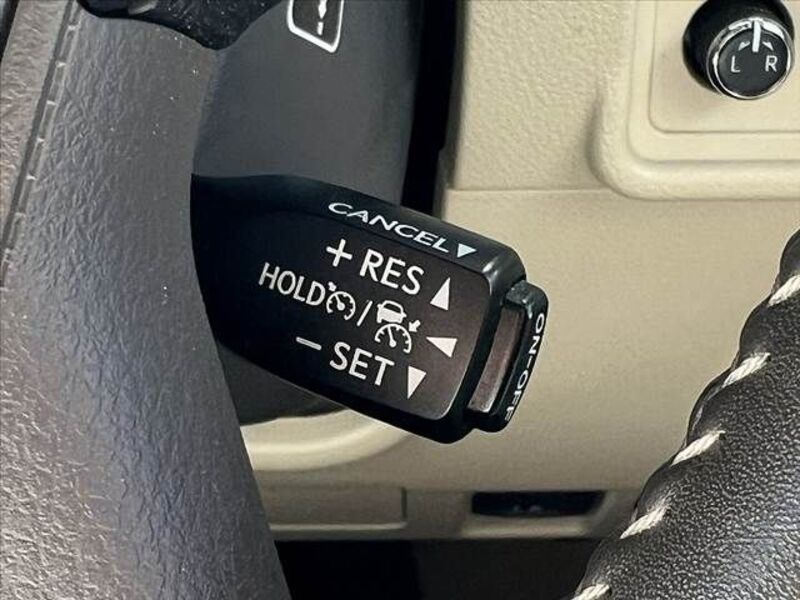 L R
CANCEL▼
+ RES ▲
HOLD / ◀
− SET ▼
ON-OFF